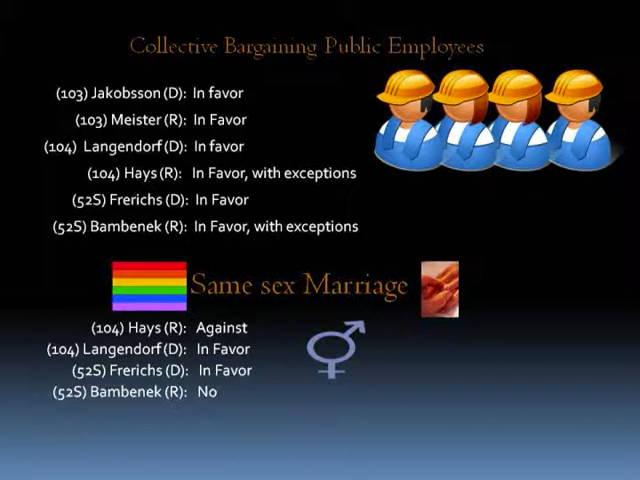 Collective Bargaining Public Employees
(103) Jakobsson (D): In favor
(103) Meister (R): In Favor
(104) Langendorf (D): In favor
(104) Hays (R): In Favor, with exceptions
(52S) Frerichs (D): In Favor
(52S) Bambenek (R): In Favor, with exceptions
Same sex Marriage
(104) Hays (R): Against
(104) Langendorf (D): In Favor
(52S) Frerichs (D): In Favor
(52S) Bambenek (R): No